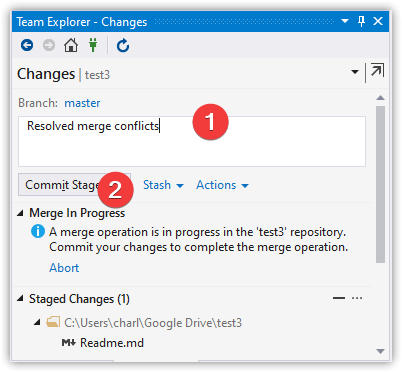 Team Explorer - Changes
Changes | test3
Branch: master
Resolved merge conflicts
1
Commit Stage
2
Stash
Actions
Merge In Progress
A merge operation is in progress in the 'test3' repository.
Commit your changes to complete the merge operation.
Abort
Staged Changes (1)
C:\Users\charl\Google Drive\test3
Readme.md